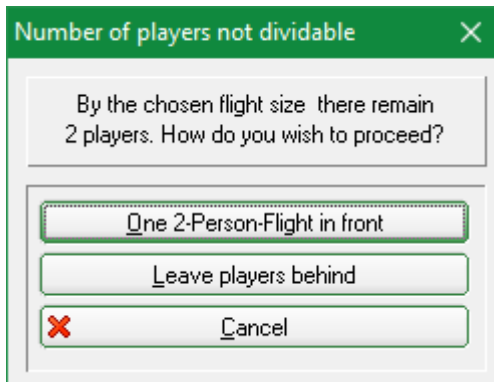 Number of players not dividable
By the chosen flight size there remain
2 players. How do you wish to proceed?
One 2-Person-Flight in front
Leave players behind
Cancel